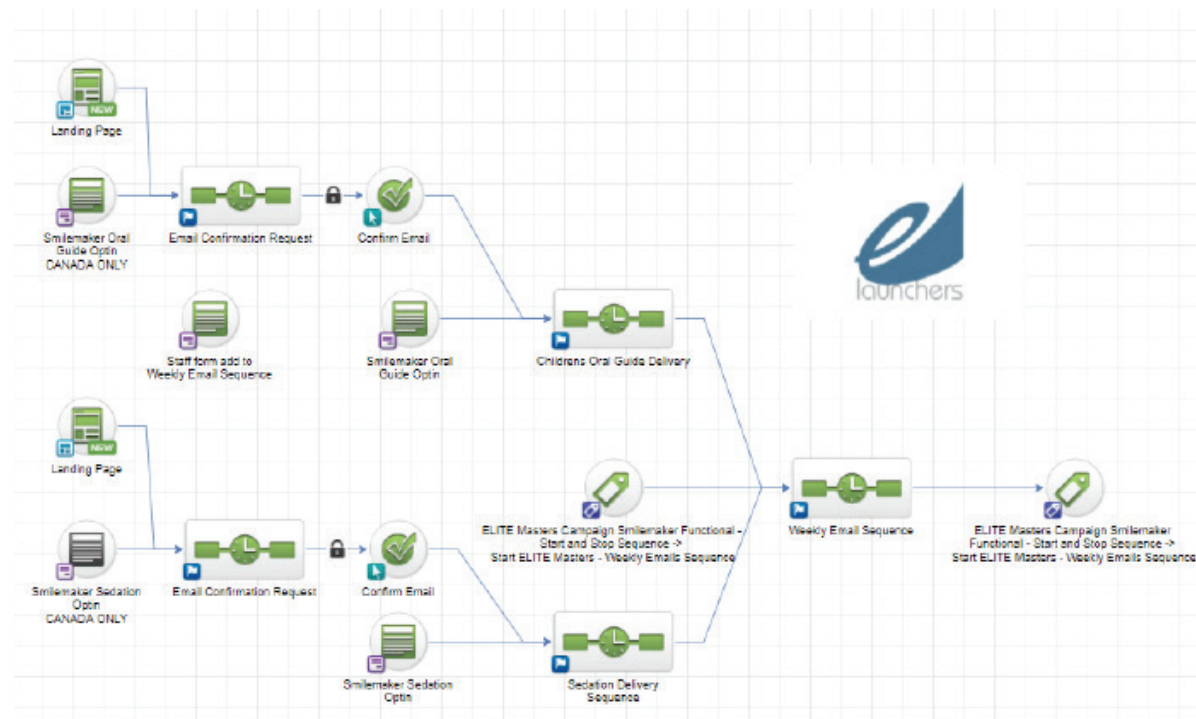 NEW
Landing Page
Smilemaker Oral
Guide Optin
CANADA ONLY
Email Confirmation Request
Confirm Email
e
launchers
Staff form add to
Weekly Email Sequence
Smilemaker Oral
Guide Optin
Childrens Oral Guide Delivery
NEW
Landing Page
ELITE Masters Campaign Smilemaker Functional -
Start and Stop Sequence ->
Start ELITE Masters - Weekly Emails Sequence
Weekly Email Sequence
ELITE Masters Campaign Smilemaker
Functional - Start and Stop Sequence ->
Start ELITE Masters - Weekly Emails Sequence
Smilemaker Sedation
Optin
CANADA ONLY
Email Confirmation Request
Confirm Email
Smilemaker Sedation
Optin
Sedation Delivery
Sequence